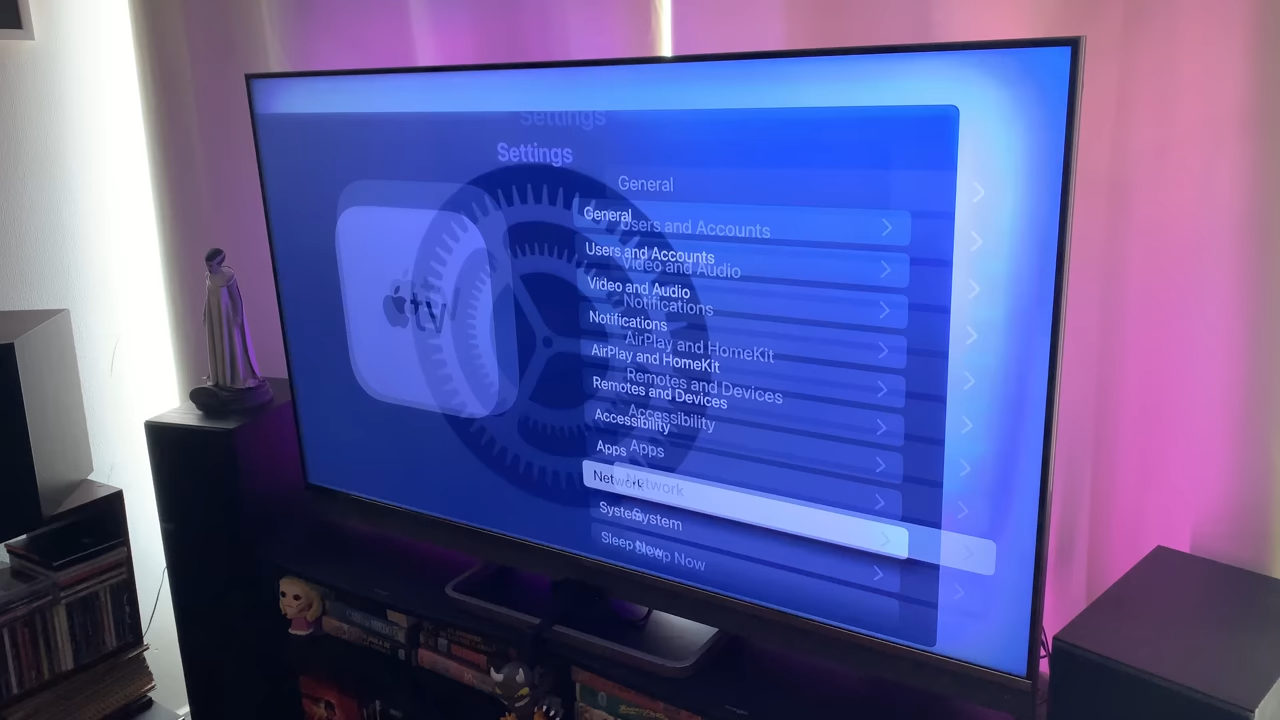 Settings
Settings
General
General
Users and Accounts
Users and Accounts
Video and Audio
Video and Audio
Notifications
Notifications
AirPlay and HomeKit
AirPlay and HomeKit
Remotes and Devices
Remotes and Devices
Accessibility
Accessibility
Apps
Apps
Network
Network
System
System
Sleep Now
Sleep Now
tv